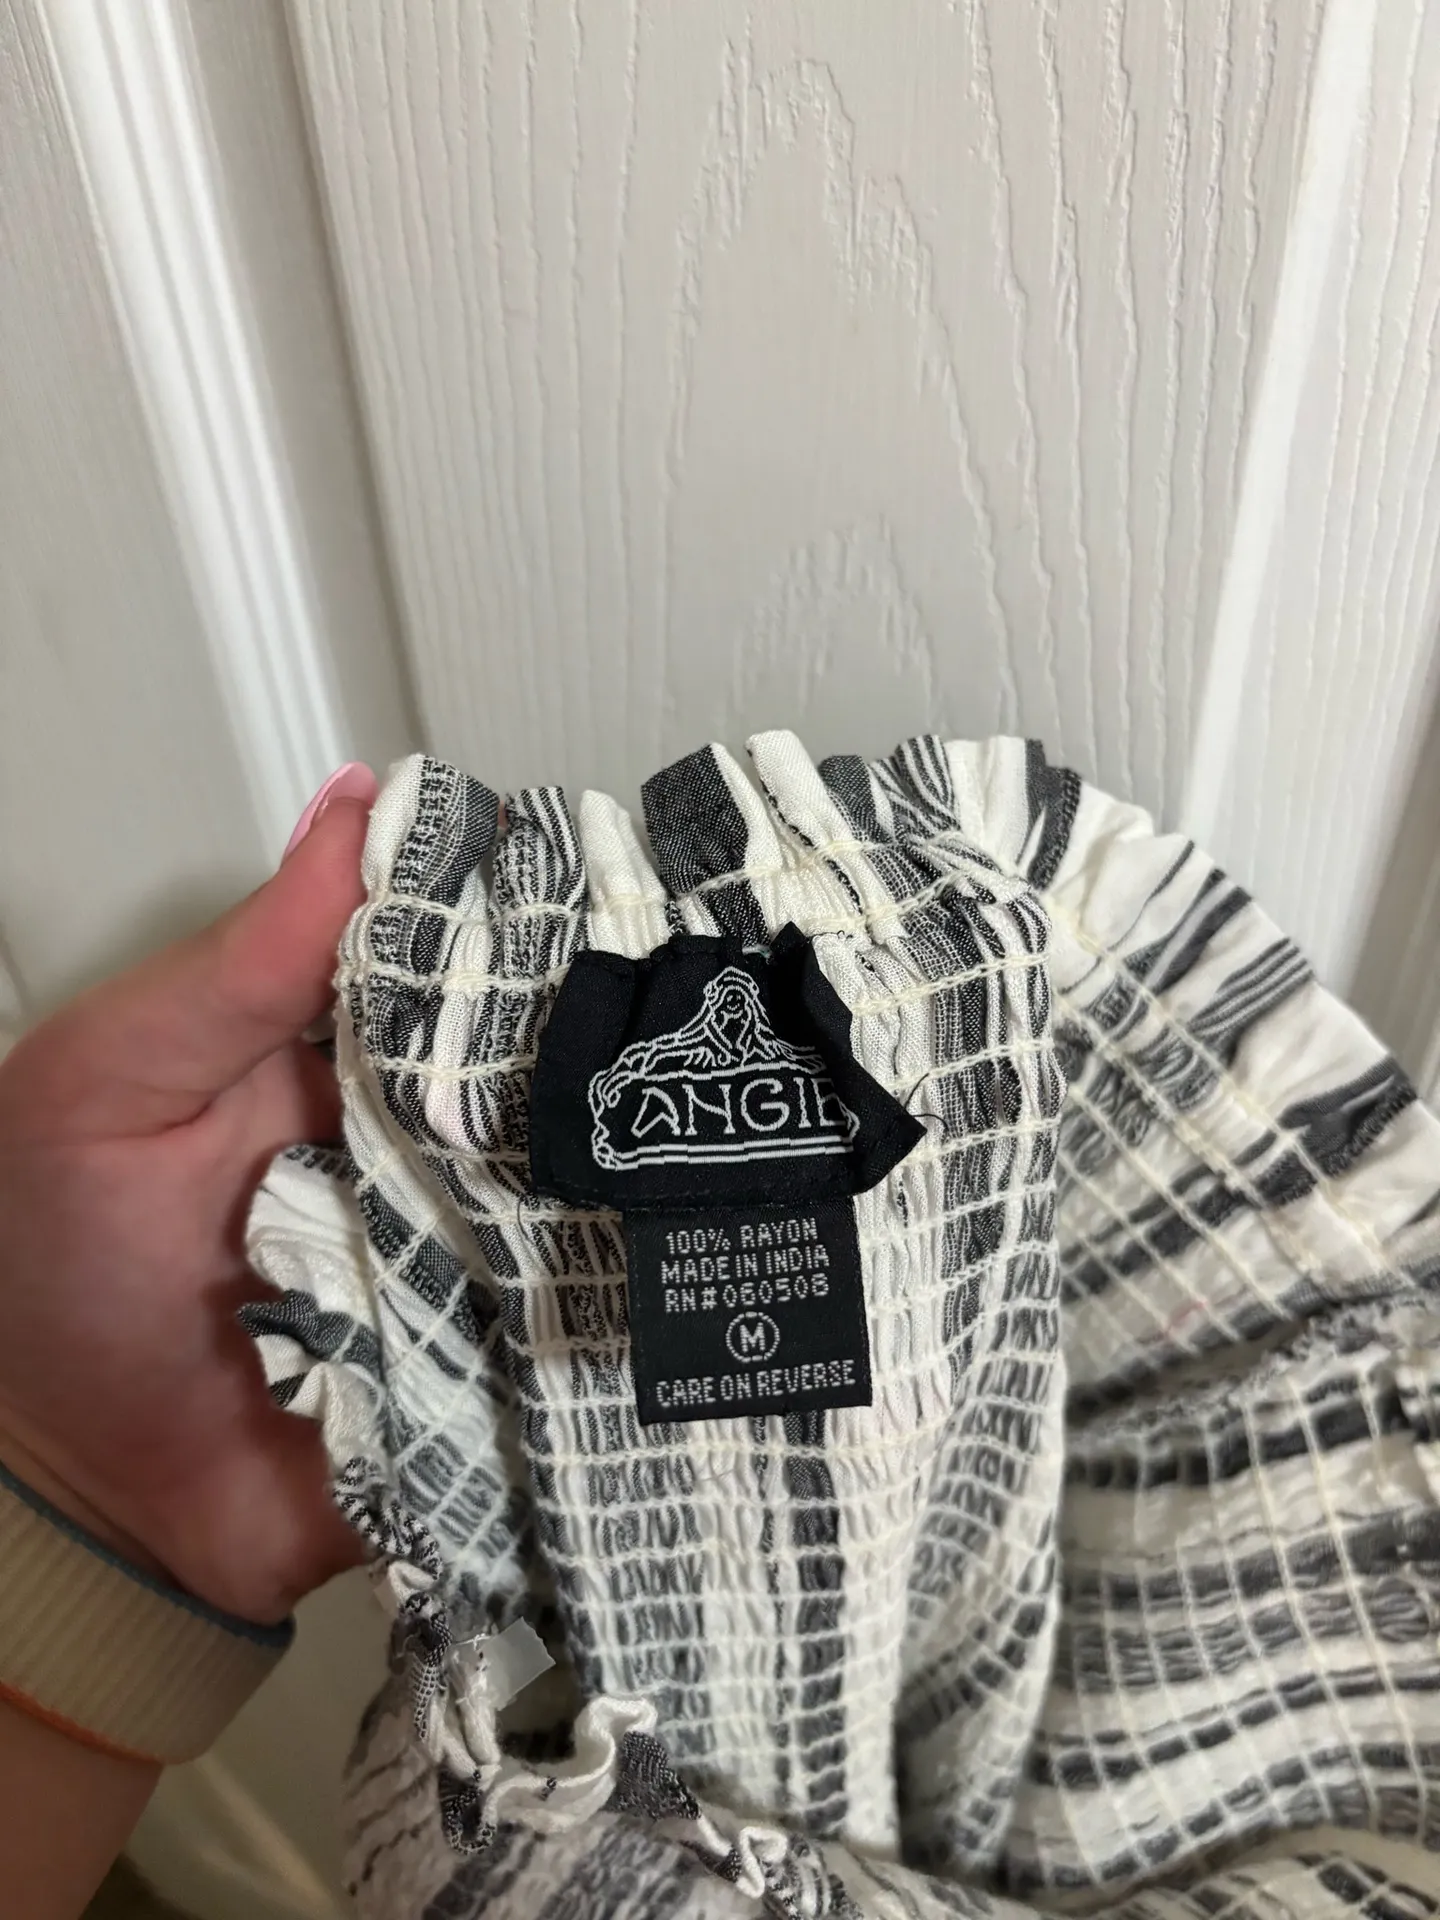 ANGIE
100% RAYON
MADE IN INDIA
RN#060508
M
CARE ON REVERSE